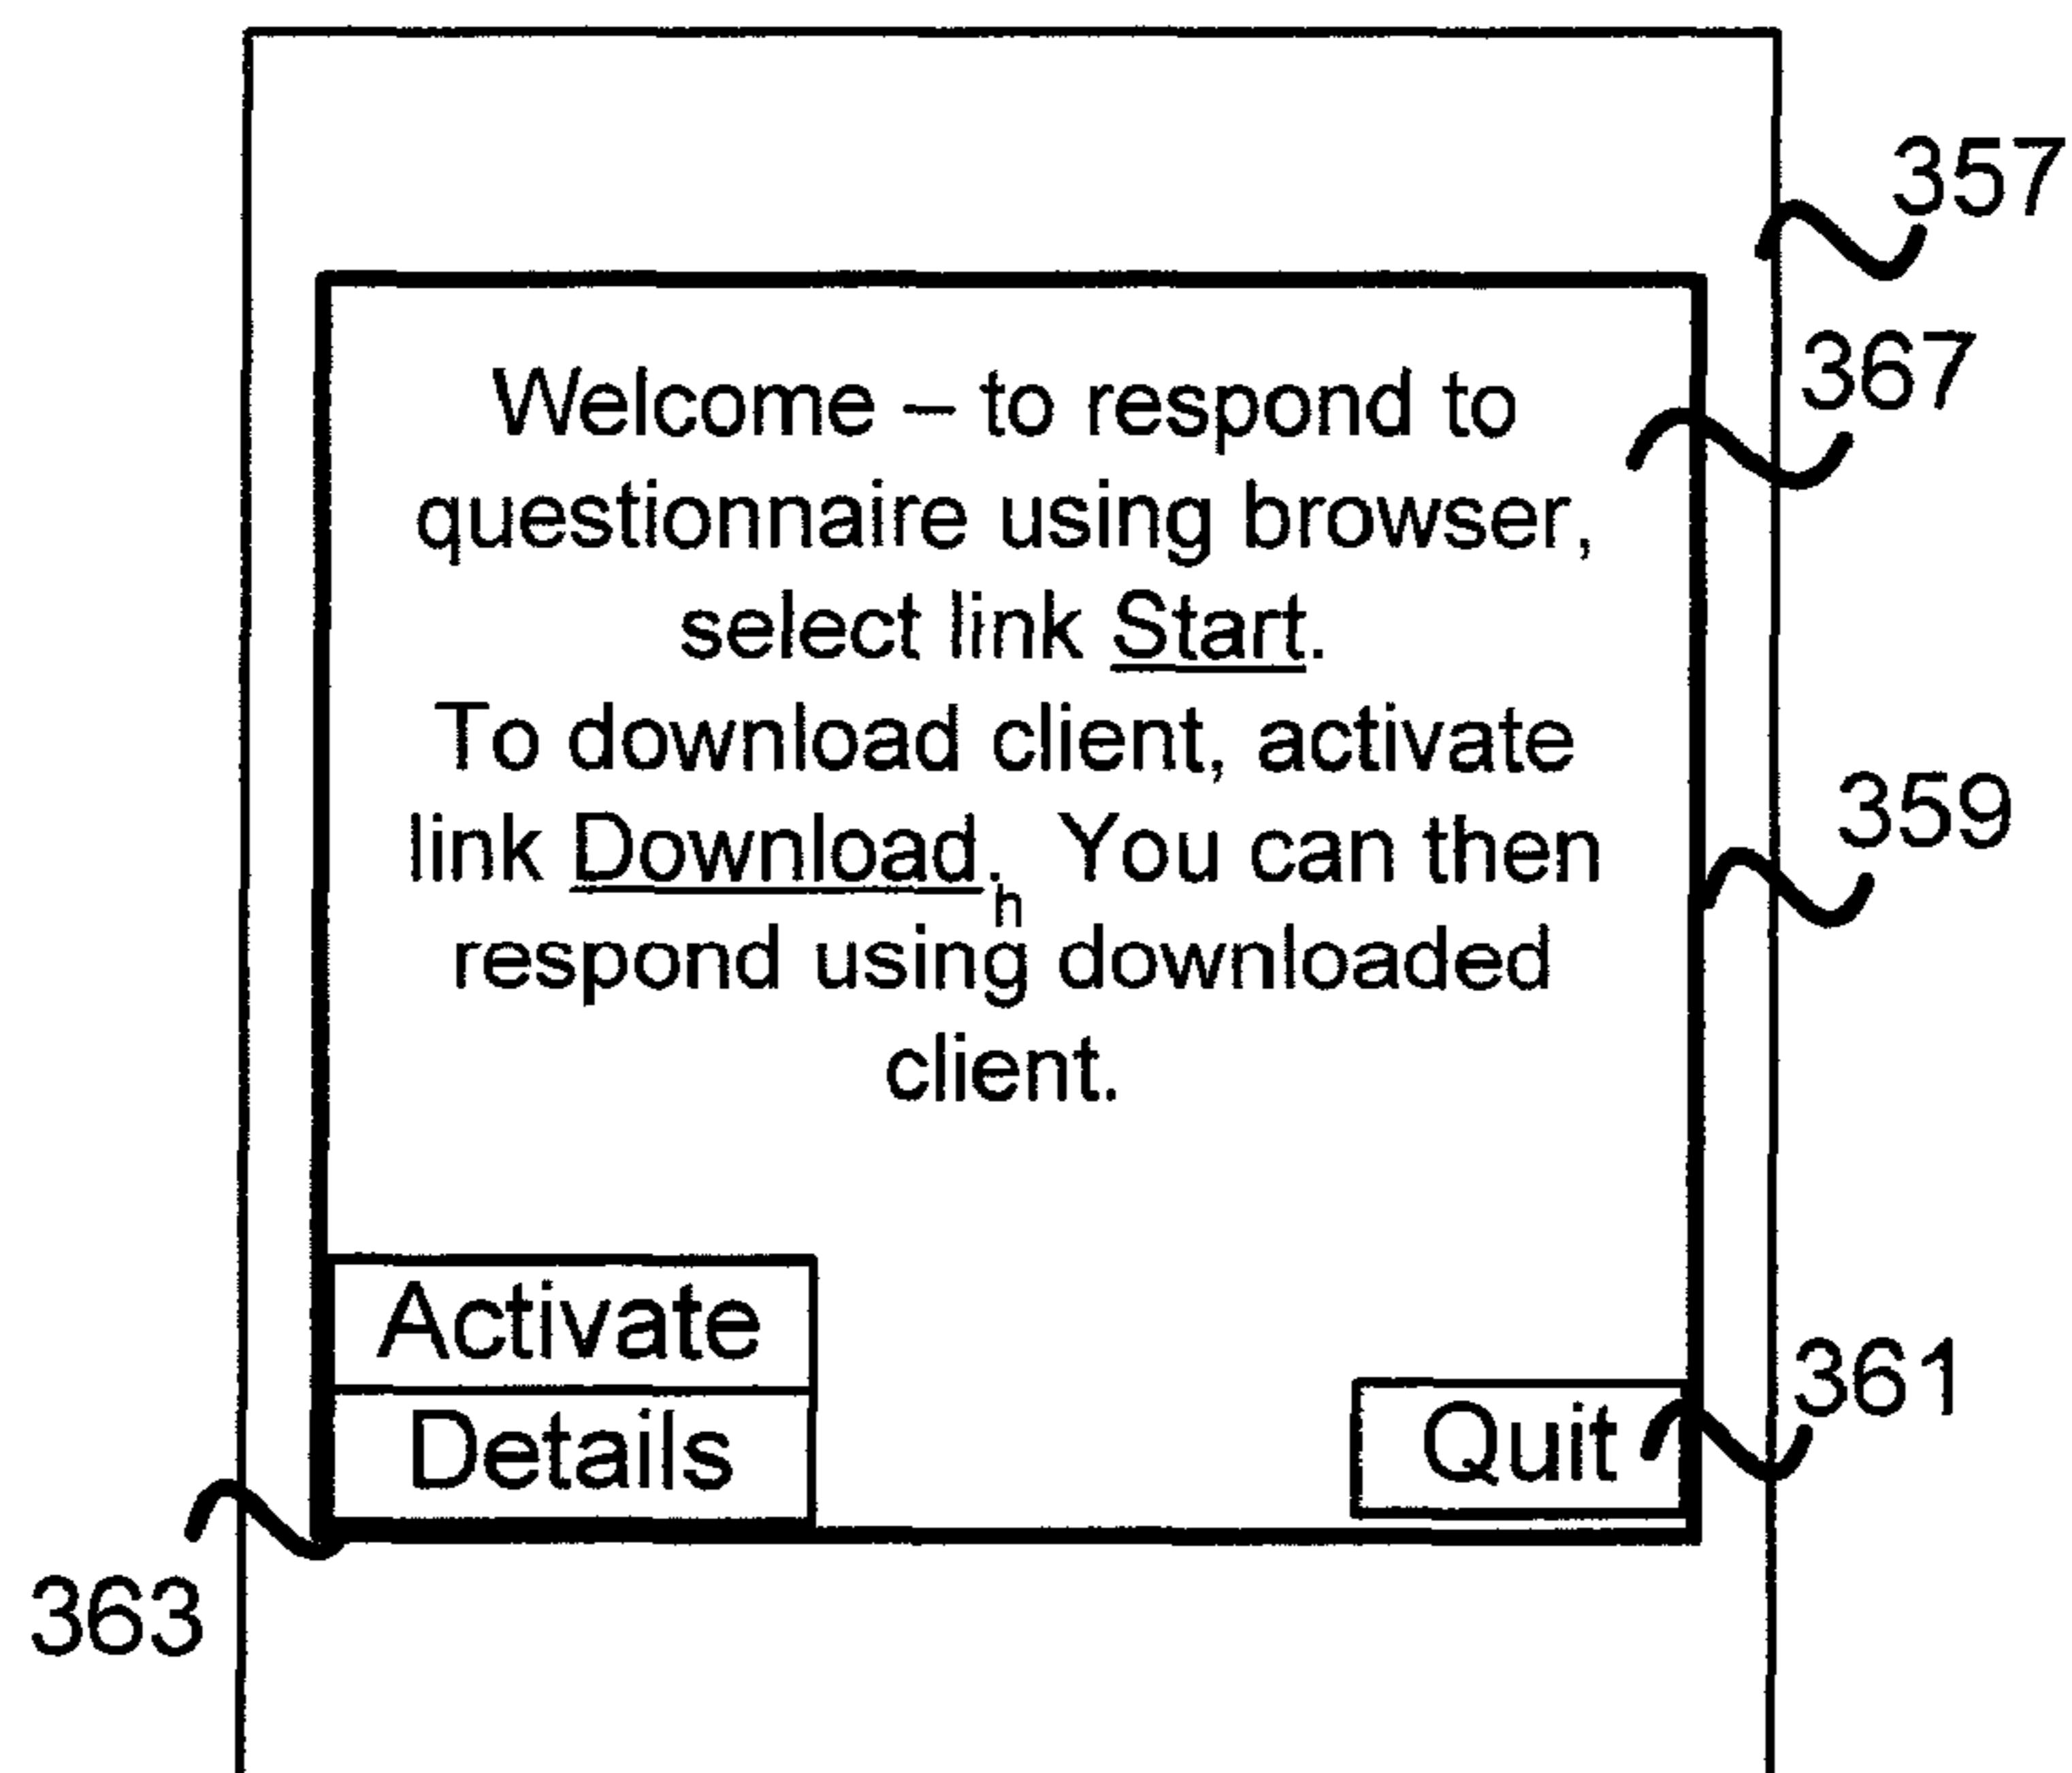 357
367
Welcome – to respond to
questionnaire using browser,
select link Start.
To download client, activate
link Download. You can then
h
respond using downloaded
client.
359
Activate
Details
Quit
361
363